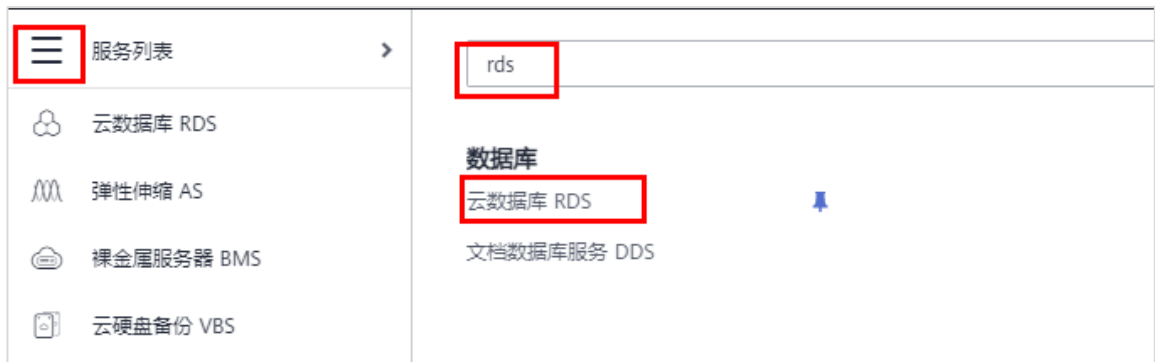 服务列表
云数据库 RDS
弹性伸缩 AS
裸金属服务器 BMS
云硬盘备份 VBS
rds
数据库
云数据库 RDS
文档数据库服务 DDS